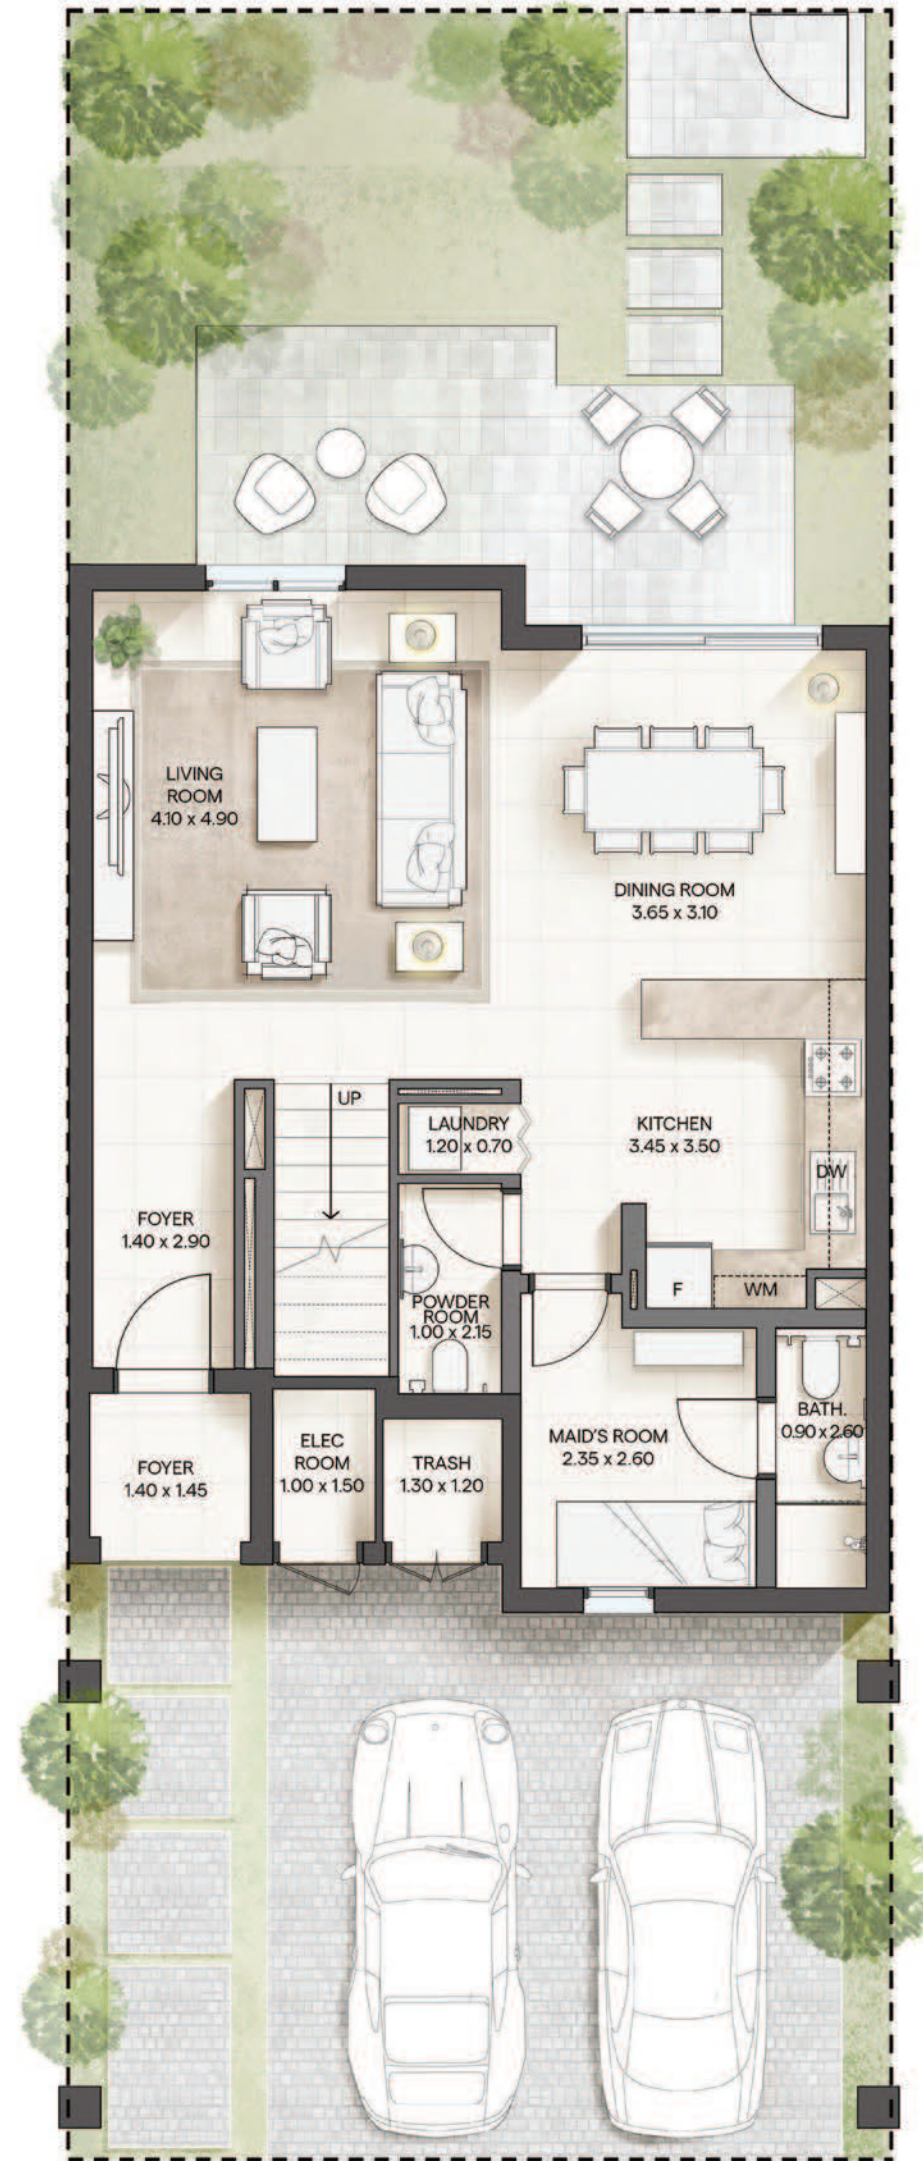 LIVING
ROOM
4.10 x 4.90
DINING ROOM
3.65 x 3.10
UP
LAUNDRY
1.20 x 0.70
KITCHEN
3.45 x 3.50
DW
FOYER
1.40 x 2.90
F
WM
POWDER
ROOM
1.00 x 2.15
BATH.
0.90 x 2.60
MAID'S ROOM
2.35 x 2.60
ELEC
ROOM
1.00 x 1.50
TRASH
1.30 x 1.20
FOYER
1.40 x 1.45